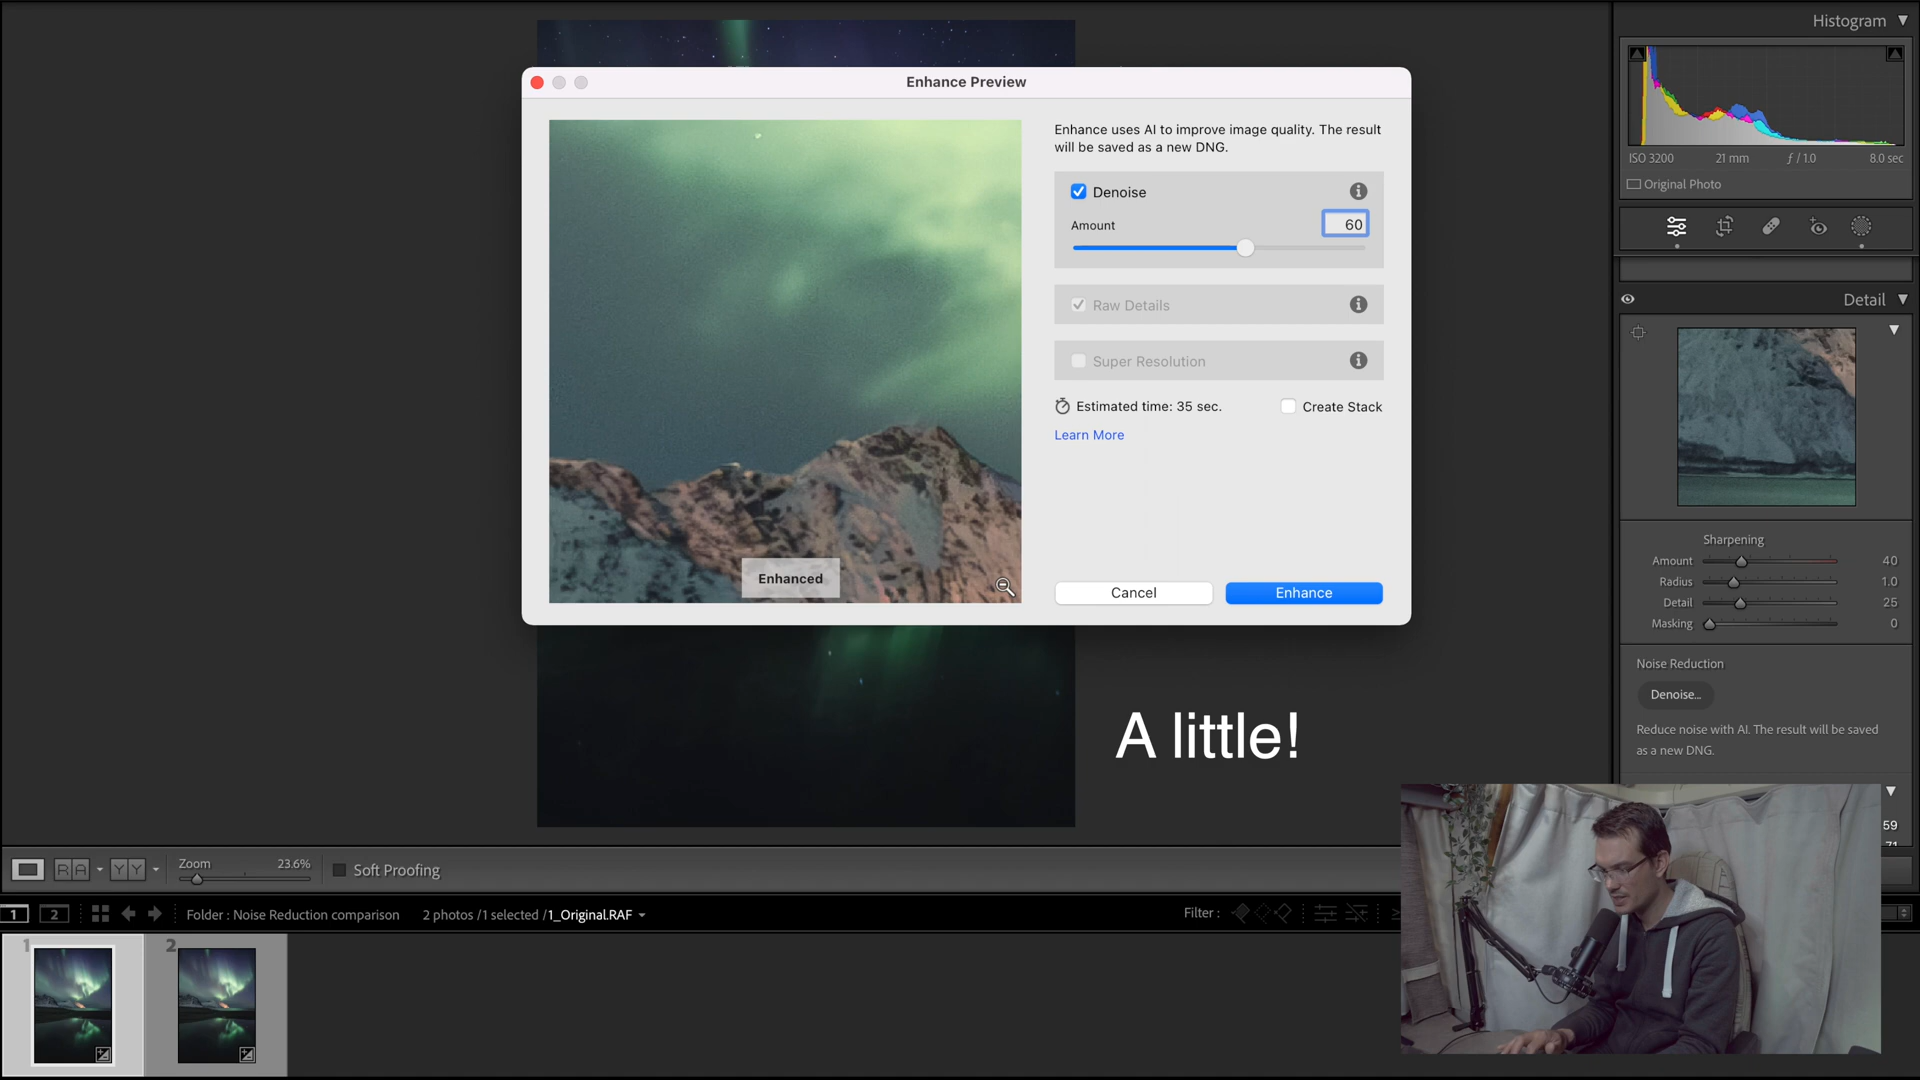 Histogram
Enhance Preview
Enhance uses AI to improve image quality. The result
will be saved as a new DNG.
ISO 3200 21 mm ƒ / 1.0 8.0 sec
Original Photo
Denoise
Amount 60
Raw Details
Super Resolution
Estimated time: 35 sec. Create Stack
Learn More
Enhanced
Cancel Enhance
Detail
Sharpening
Amount 40
Radius 1.0
Detail 25
Masking 0
Noise Reduction
Denoise...
Reduce noise with AI. The result will be saved
as a new DNG.
A little!
59
Zoom 23.6%
Soft Proofing
R A Y Y
1 2 Folder : Noise Reduction comparison 2 photos / 1 selected / 1_Original.RAF
Filter :
1 2